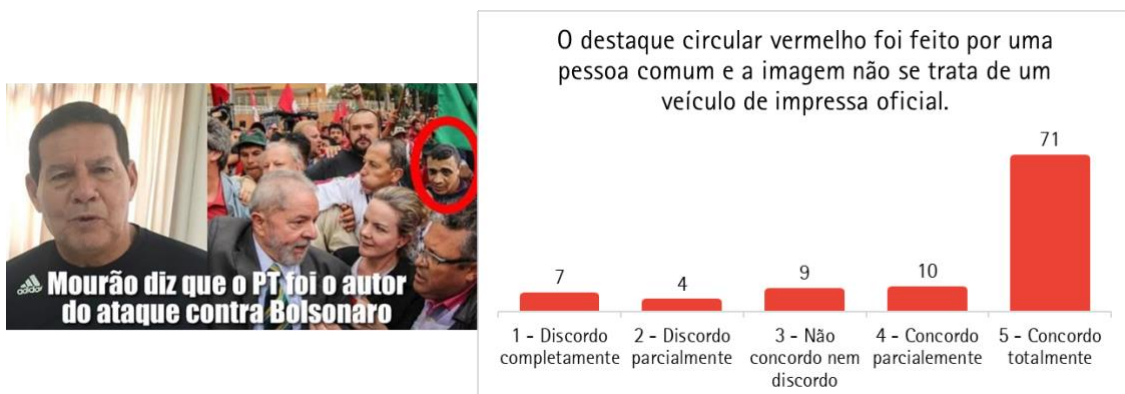 adidas
Mourão diz que o PT foi o autor
do ataque contra Bolsonaro
O destaque circular vermelho foi feito por uma
pessoa comum e a imagem não se trata de um
veículo de impressa oficial.
71
7
4
9
10
1 - Discordo
completamente
2 - Discordo
parcialmente
3 - Não
concordo nem
discordo
4 - Concordo
parcialemente
5 - Concordo
totalmente